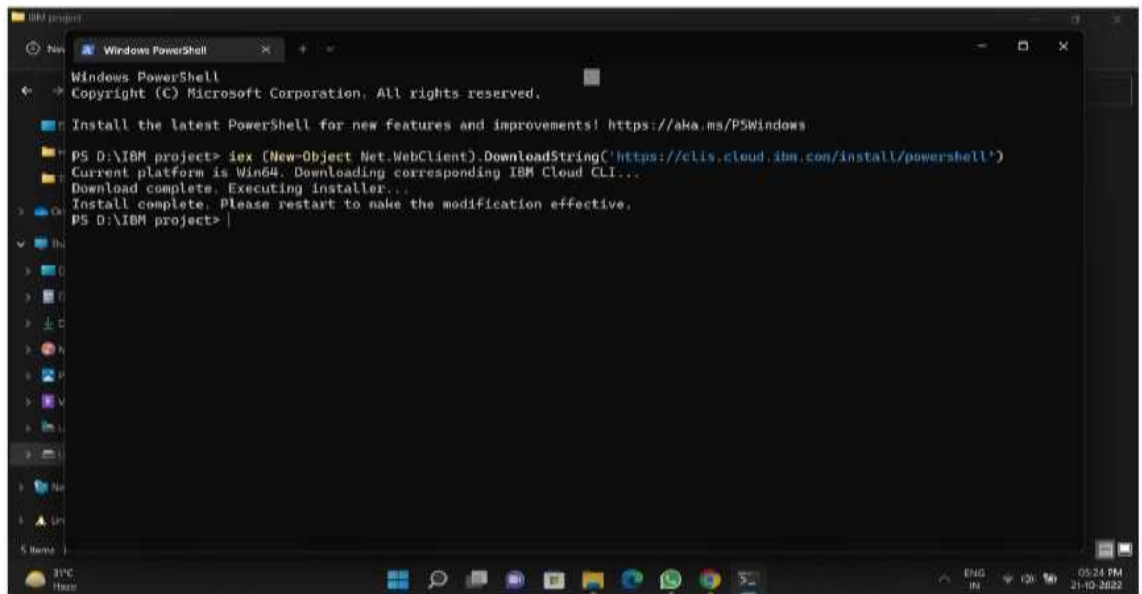 IBM project
Windows PowerShell
Windows PowerShell
Copyright (C) Microsoft Corporation. All rights reserved.
Install the latest PowerShell for new features and improvements! https://aka.ms/PSWindows
PS D:\IBM project> iex (New-Object Net.WebClient).DownloadString('https://clis.cloud.ibm.com/install/powershell')
Current platform is Win64. Downloading corresponding IBM Cloud CLI...
Download complete. Executing installer...
Install complete. Please restart to make the modification effective.
PS D:\IBM project>
5 items
31°C
Haze
ENG
IN
05:24 PM
21-10-2022